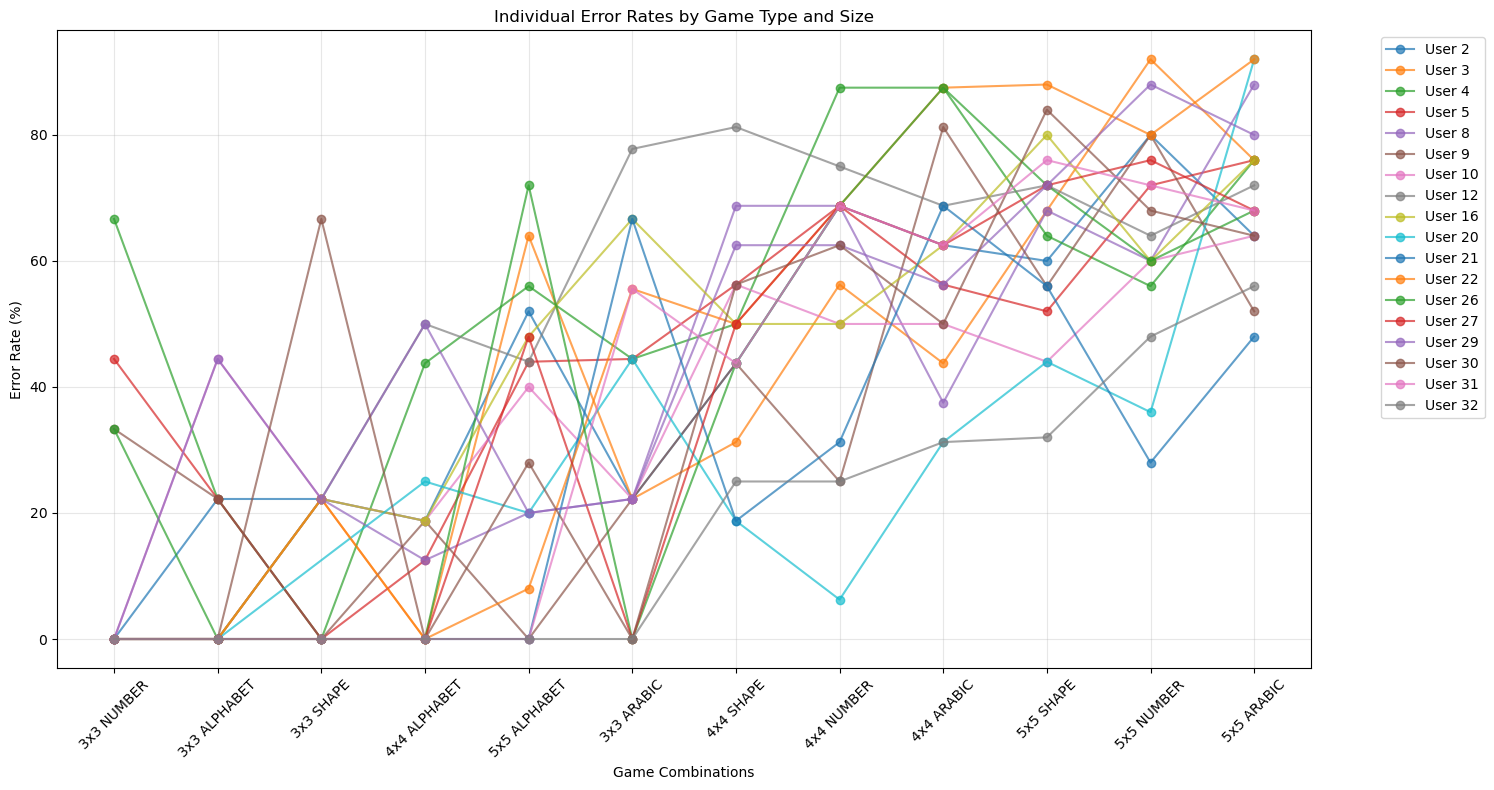 Individual Error Rates by Game Type and Size
Error Rate (%)
80
60
40
20
0
3x3 NUMBER
3x3 ALPHABET
3x3 SHAPE
4x4 ALPHABET
5x5 ALPHABET
3x3 ARABIC
4x4 SHAPE
4x4 NUMBER
4x4 ARABIC
5x5 SHAPE
5x5 NUMBER
5x5 ARABIC
Game Combinations
User 2
User 3
User 4
User 5
User 8
User 9
User 10
User 12
User 16
User 20
User 21
User 22
User 26
User 27
User 29
User 30
User 31
User 32